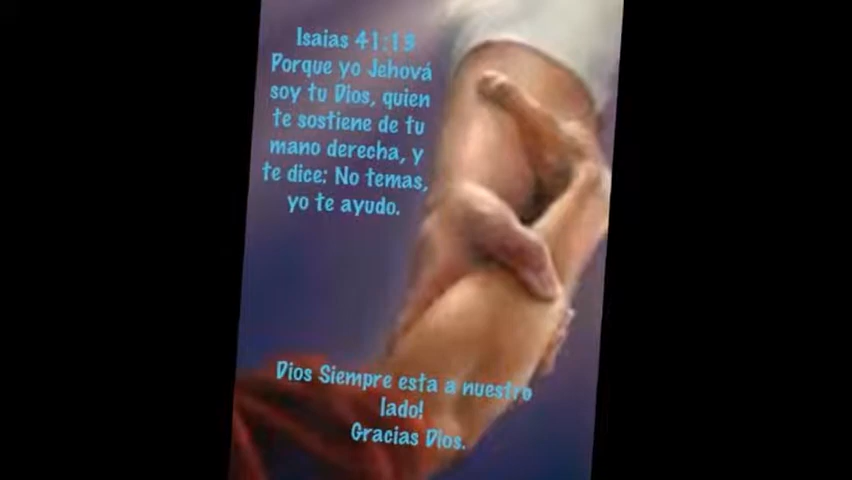 Isaias 41:13
Porque yo Jehová
soy tu Dios, quien
te sostiene de tu
mano derecha, y
te dice: No temas,
yo te ayudo.
Dios Siempre esta a nuestro
lado!
Gracias Dios.